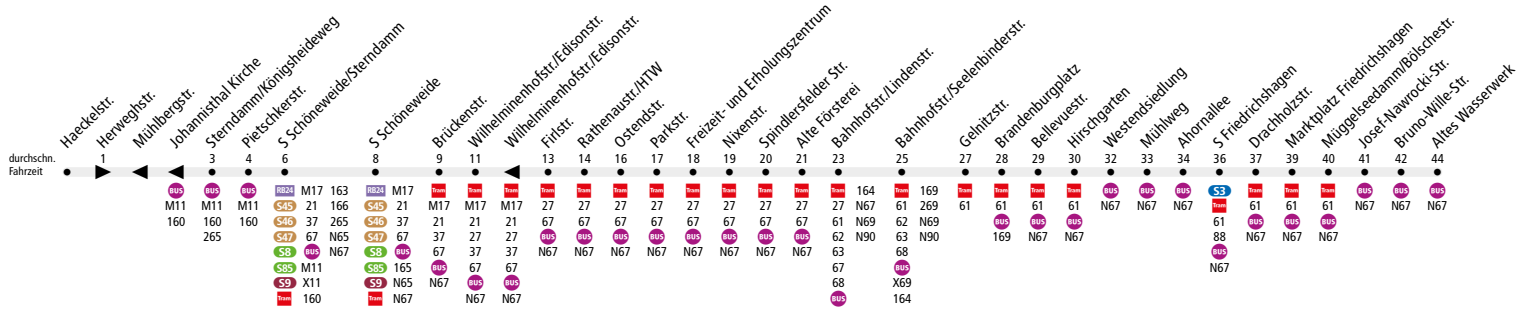 Haeckelstr.
Herweghstr.
Mühlbergstr.
Johannisthal Kirche
Sterndamm/Königsheideweg
Pietschkerstr.
S Schöneweide/Sterndamm
S Schöneweide
Brückenstr.
Wilhelminenhofstr./Edisonstr.
Wilhelminenhofstr./Edisonstr.
Firlstr.
Rathenaustr./HTW
Ostendstr.
Parkstr.
Freizeit- und Erholungszentrum
Nixenstr.
Spindlersfelder Str.
Alte Försterei
Bahnhofstr./Lindenstr.
Bahnhofstr./Seelenbinderstr.
Gelnitzstr.
Brandenburgplatz
Bellevuestr.
Hirschgarten
Westendsiedlung
Mühlweg
Ahornallee
S Friedrichshagen
Drachholzstr.
Marktplatz Friedrichshagen
Müggelseedamm/Bölschestr.
Josef-Nawrocki-Str.
Bruno-Wille-Str.
Altes Wasserwerk
durchschn. 1 3 4 6 8 9 11 13 14 16 17 18 19 20 21 23 25 27 28 29 30 32 33 34 36 37 39 40 41 42 44
Fahrzeit
BUS BUS BUS RB24 M17 163 RB24 M17 Tram Tram Tram Tram Tram Tram Tram Tram Tram Tram Tram Tram 164 Tram 169 Tram Tram Tram Tram BUS BUS BUS S3 Tram Tram Tram BUS BUS BUS
M11 M11 M11 S45 21 166 S45 21 M17 M17 M17 27 27 27 27 27 27 27 27 27 N67 61 269 61 61 61 61 N67 N67 N67 Tram 61 61 61 N67 N67 N67
160 160 160 S46 37 265 S46 37 21 21 21 67 67 67 67 67 67 67 67 61 N69 62 N69 BUS BUS BUS 61 BUS BUS BUS
265 S47 67 N65 S47 67 37 27 27 BUS BUS BUS BUS BUS BUS BUS BUS 62 N90 63 N90 169 N67 N67 88 N67 N67 N67
S8 BUS N67 S8 BUS 67 37 37 N67 N67 N67 N67 N67 N67 N67 N67 63 68 BUS
S85 M11 S85 165 BUS 67 67 67 BUS N67
S9 X11 S9 N65 N67 BUS BUS 68 X69
Tram 160 Tram N67 N67 N67 BUS 164